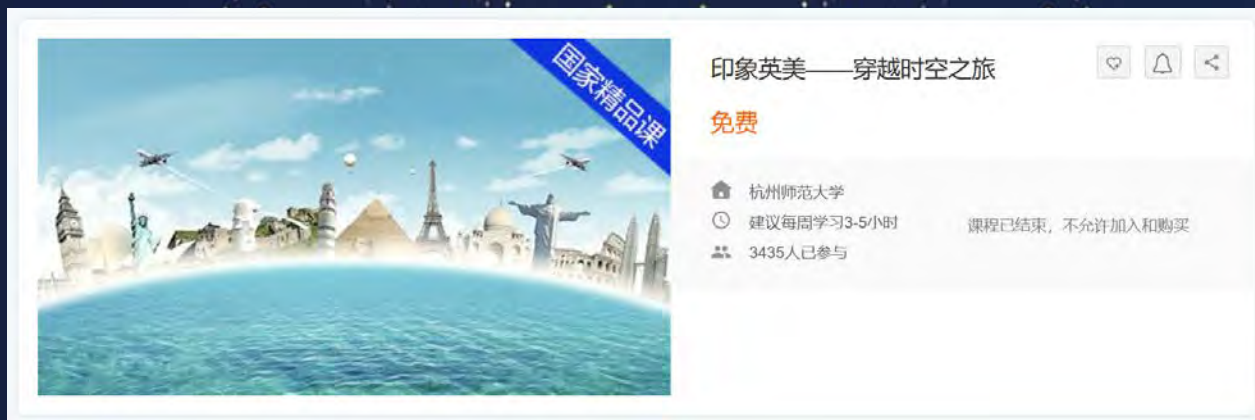 国家精品课
印象英美——穿越时空之旅
免费
杭州师范大学
建议每周学习3-5小时
课程已结束，不允许加入和购买
3435人已参与